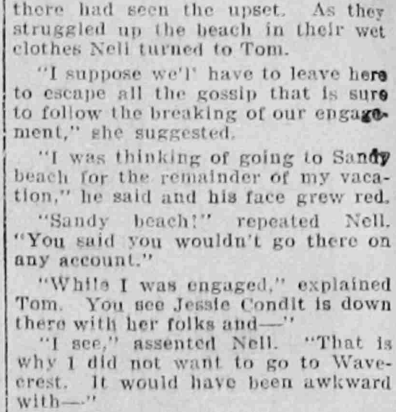 there had seen the upset. As they
struggled up the beach in their wet
clothes Nell turned to Tom.
"I suppose we'l' have to leave here
to escape all the gossip that is sure
to follow the breaking of our engage-
ment," she suggested.
"I was thinking of going to Sandy
beach for the remainder of my vaca-
tion," he said and his face grew red.
"Sandy beach!" repeated Nell.
"You said you wouldn't go there on
any account."
"While I was engaged," explained
Tom. You see Jessie Condit is down
there with her folks and—"
"I see," assented Nell. "That is
why I did not want to go to Wave-
crest. It would have been awkward
with—"